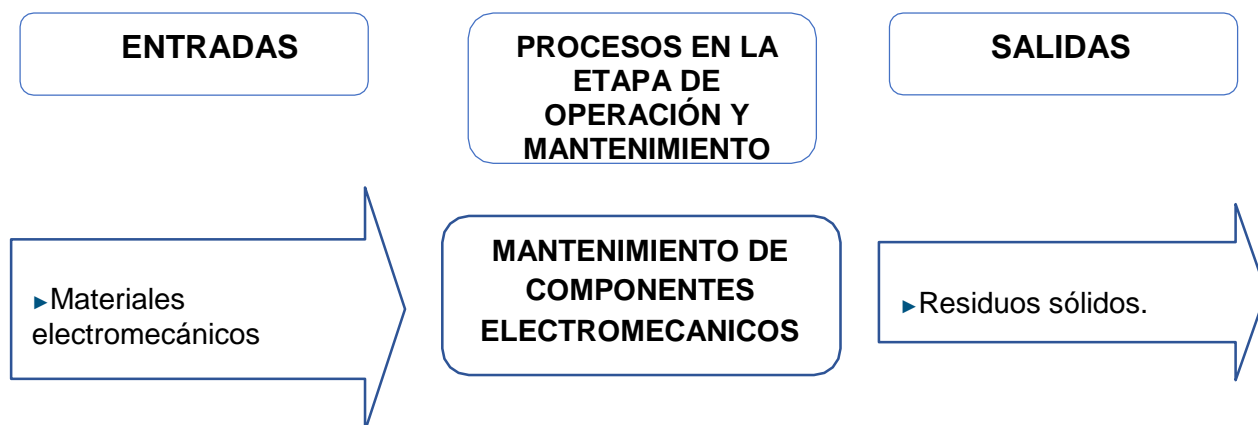 ENTRADAS
PROCESOS EN LA
ETAPA DE
OPERACIÓN Y
MANTENIMIENTO
SALIDAS
►Materiales
electromecánicos
MANTENIMIENTO DE
COMPONENTES
ELECTROMECANICOS
►Residuos sólidos.